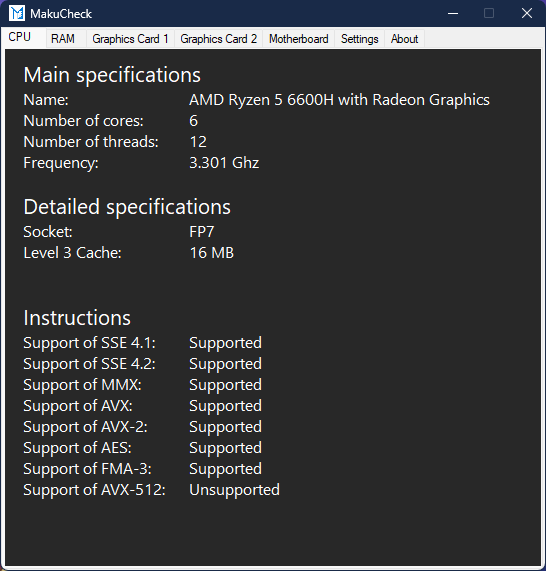 MakuCheck
CPU RAM Graphics Card 1 Graphics Card 2 Motherboard Settings About
Main specifications
Name: AMD Ryzen 5 6600H with Radeon Graphics
Number of cores: 6
Number of threads: 12
Frequency: 3.301 Ghz
Detailed specifications
Socket: FP7
Level 3 Cache: 16 MB
Instructions
Support of SSE 4.1: Supported
Support of SSE 4.2: Supported
Support of MMX: Supported
Support of AVX: Supported
Support of AVX-2: Supported
Support of AES: Supported
Support of FMA-3: Supported
Support of AVX-512: Unsupported